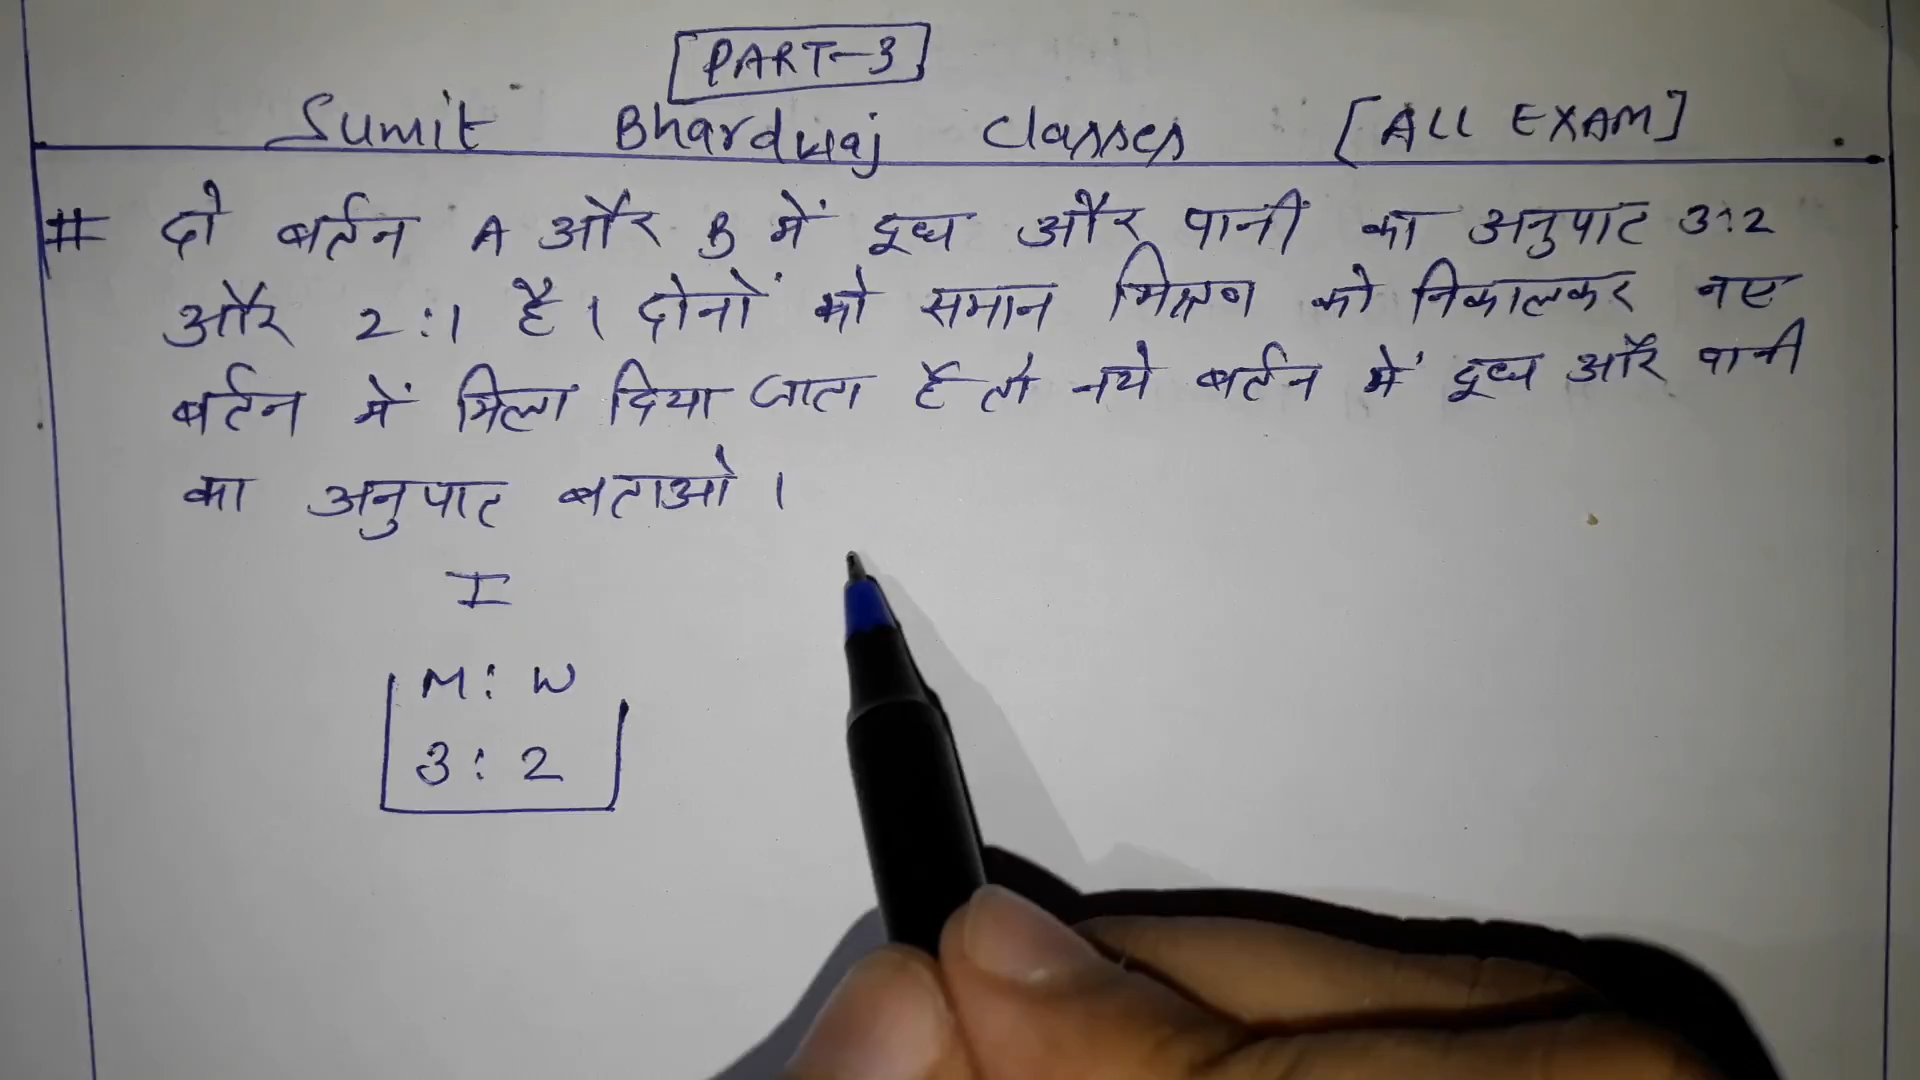 [PART-3]
Sumit Bhardwaj Classes [ALL EXAM]
# दो बर्तन A और B में दूध और पानी का अनुपात 3:2
और 2:1 है। दोनों को समान मिश्रण को निकालकर नए
बर्तन में मिला दिया जाता है तो नये बर्तन में दूध और पानी
का अनुपात बताओ।
I
M : W
3 : 2